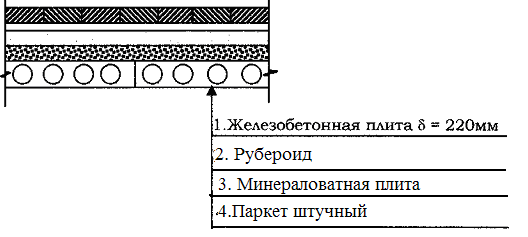 1.Железобетонная плита δ = 220мм
2. Рубероид
3. Минераловатная плита
4.Паркет штучный